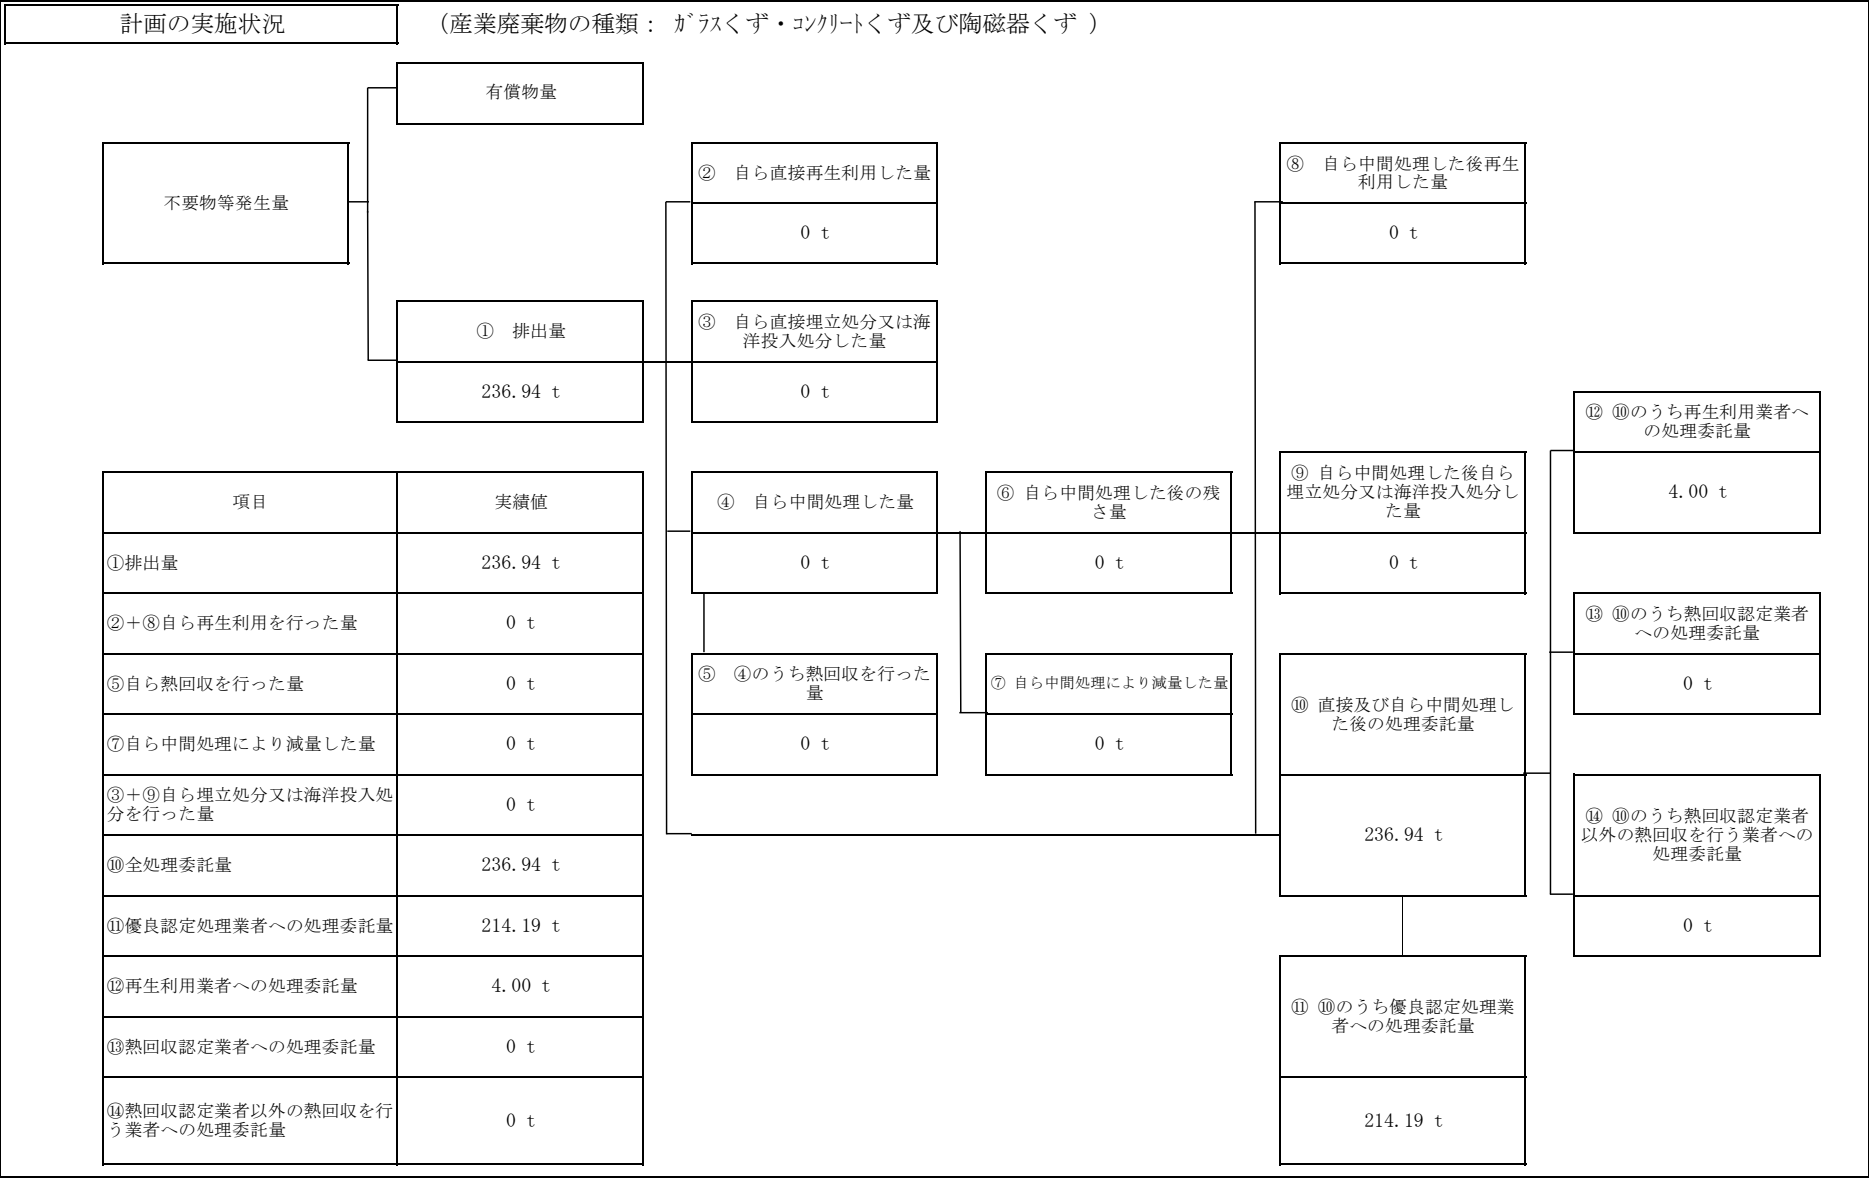 計画の実施状況
（産業廃棄物の種類： ｶﾞﾗｽくず・ｺﾝｸﾘｰﾄくず及び陶磁器くず ）
有償物量
不要物等発生量
② 自ら直接再生利用した量
0 t
⑧ 自ら中間処理した後再生
利用した量
0 t
① 排出量
236.94 t
③ 自ら直接埋立処分又は海
洋投入処分した量
0 t
⑫ ⑩のうち再生利用業者へ
の処理委託量
4.00 t
④ 自ら中間処理した量
0 t
⑥ 自ら中間処理した後の残
さ量
0 t
⑨ 自ら中間処理した後自ら
埋立処分又は海洋投入処分し
た量
0 t
⑬ ⑩のうち熱回収認定業者
への処理委託量
0 t
⑤ ④のうち熱回収を行った
量
0 t
⑦ 自ら中間処理により減量した量
0 t
⑩ 直接及び自ら中間処理し
た後の処理委託量
236.94 t
⑭ ⑩のうち熱回収認定業者
以外の熱回収を行う業者への
処理委託量
0 t
⑪ ⑩のうち優良認定処理業
者への処理委託量
214.19 t
項目 実績値
①排出量 236.94 t
②＋⑧自ら再生利用を行った量 0 t
⑤自ら熱回収を行った量 0 t
⑦自ら中間処理により減量した量 0 t
③＋⑨自ら埋立処分又は海洋投入処
分を行った量 0 t
⑩全処理委託量 236.94 t
⑪優良認定処理業者への処理委託量 214.19 t
⑫再生利用業者への処理委託量 4.00 t
⑬熱回収認定業者への処理委託量 0 t
⑭熱回収認定業者以外の熱回収を行
う業者への処理委託量 0 t